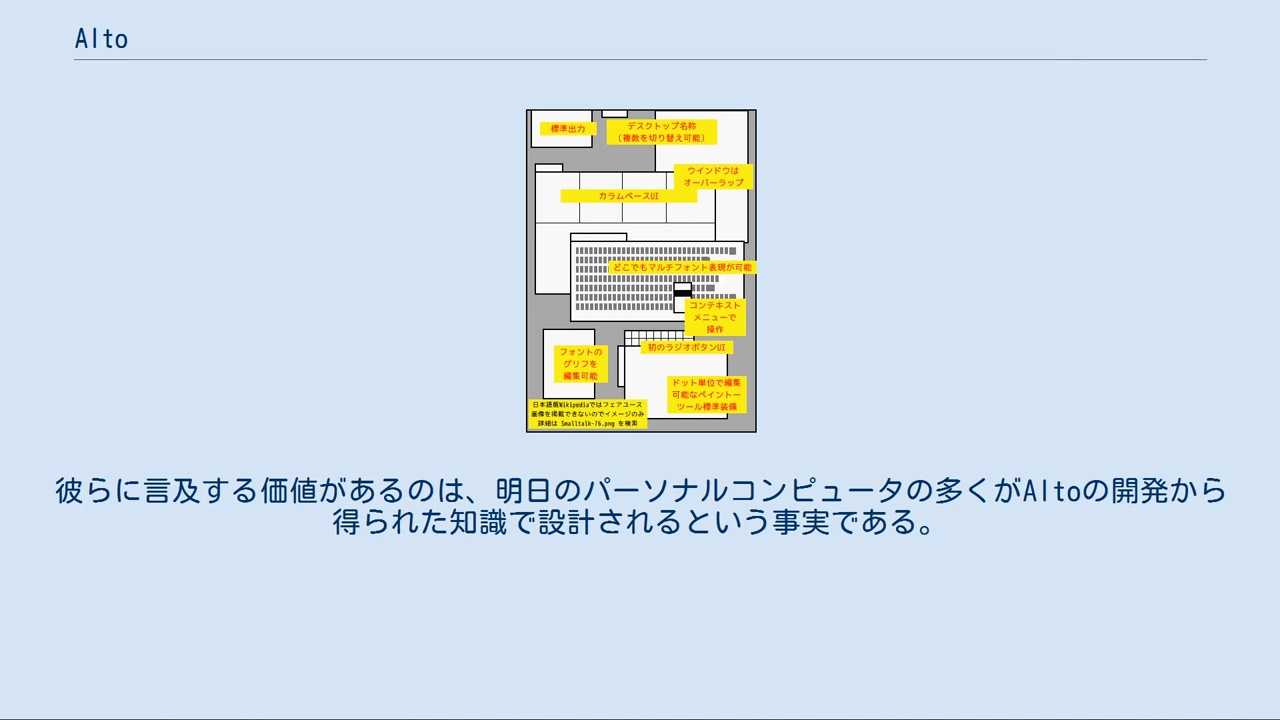 Alto
標準出力
デスクトップ名称
(複数を切り替え可能)
ウインドウは
オーバーラップ
カラムベースUI
どこでもマルチフォント表現が可能
コンテキスト
メニューで
操作
初のラジオボタンUI
フォントの
グリフを
編集可能
ドット単位で編集
可能なペイントー
ツール標準装備
日本語版Wikipediaではフェアユース
画像を掲載できないのでイメージのみ
詳細は Smalltalk-76.png を検索
彼らに言及する価値があるのは、明日のパーソナルコンピュータの多くがAltoの開発から
得られた知識で設計されるという事実である。